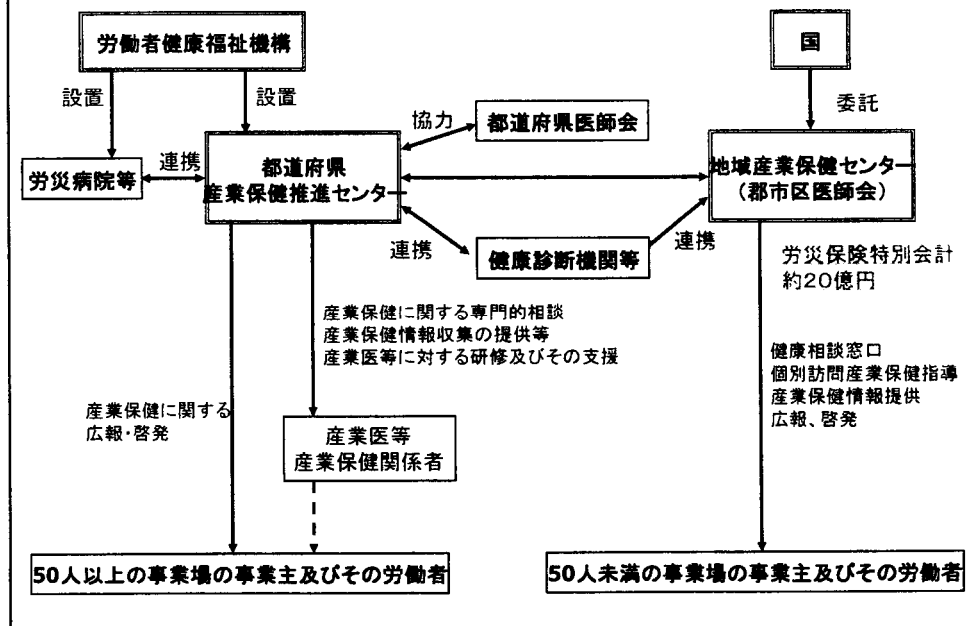 労働者健康福祉機構
国
設置
設置
委託
協力
都道府県医師会
労災病院等
連携
都道府県
産業保健推進センター
地域産業保健センター
（郡市区医師会）
連携
健康診断機関等
連携
労災保険特別会計
約20億円
産業保健に関する専門的相談
産業保健情報収集の提供等
産業医等に対する研修及びその支援
健康相談窓口
個別訪問産業保健指導
産業保健情報提供
広報、啓発
産業保健に関する
広報・啓発
産業医等
産業保健関係者
50人以上の事業場の事業主及びその労働者
50人未満の事業場の事業主及びその労働者